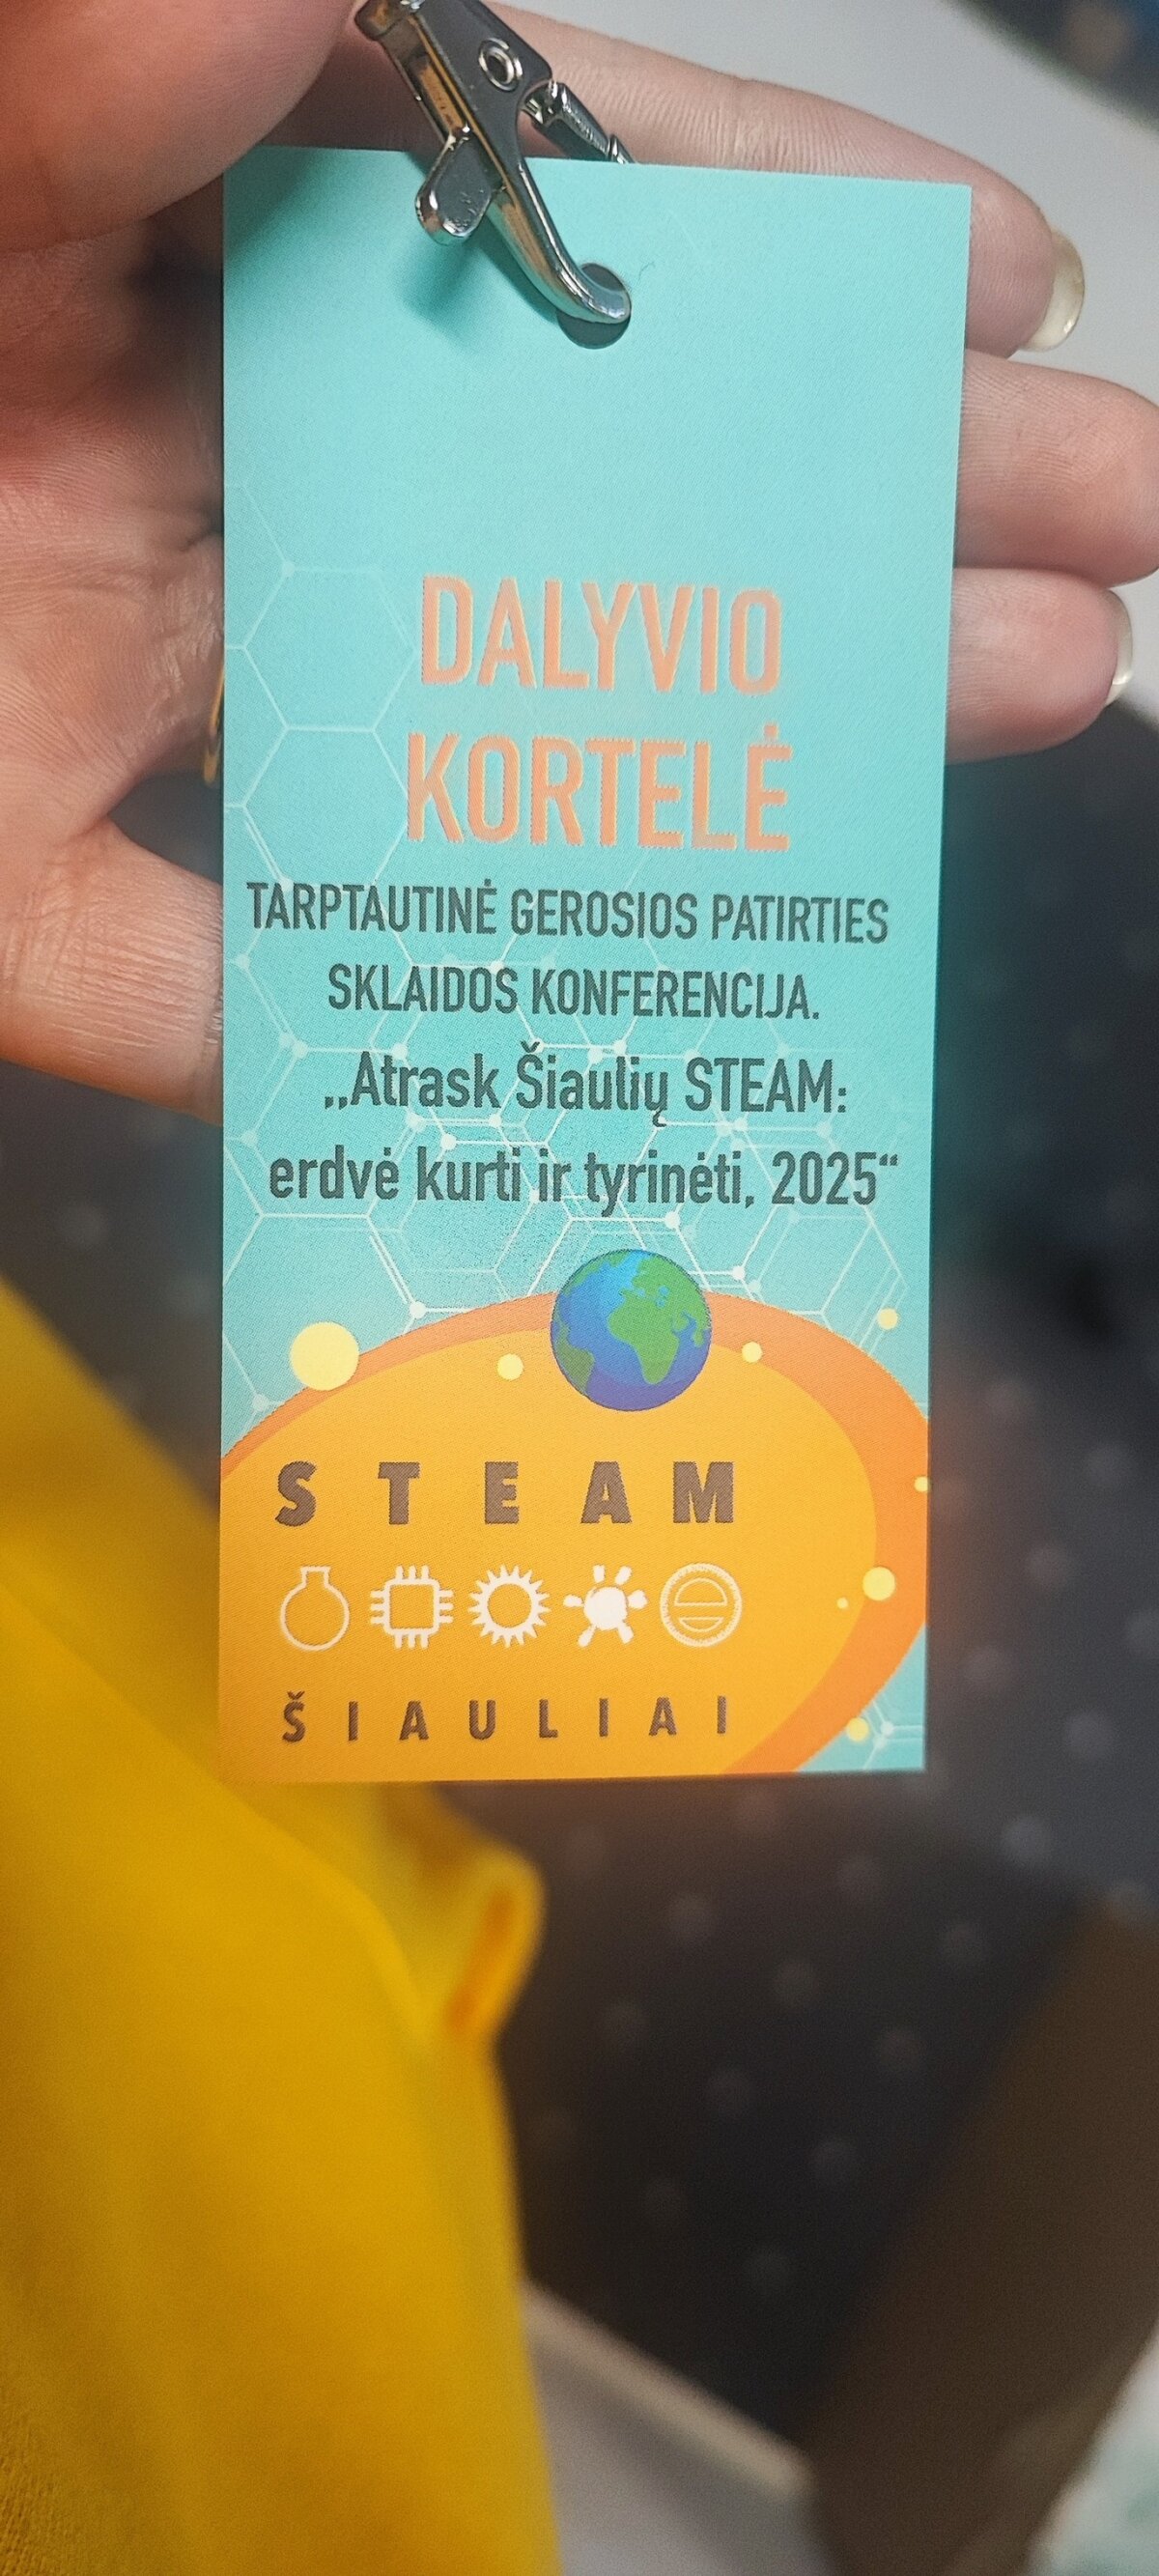 DALYVIO
KORTELĖ
TARPTAUTINĖ GEROSIOS PATIRTIES
SKLAIDOS KONFERENCIJA.
,,Atrask Šiaulių STEAM:
erdvė kurti ir tyrinėti, 2025“
STEAM
ŠIAULIAI